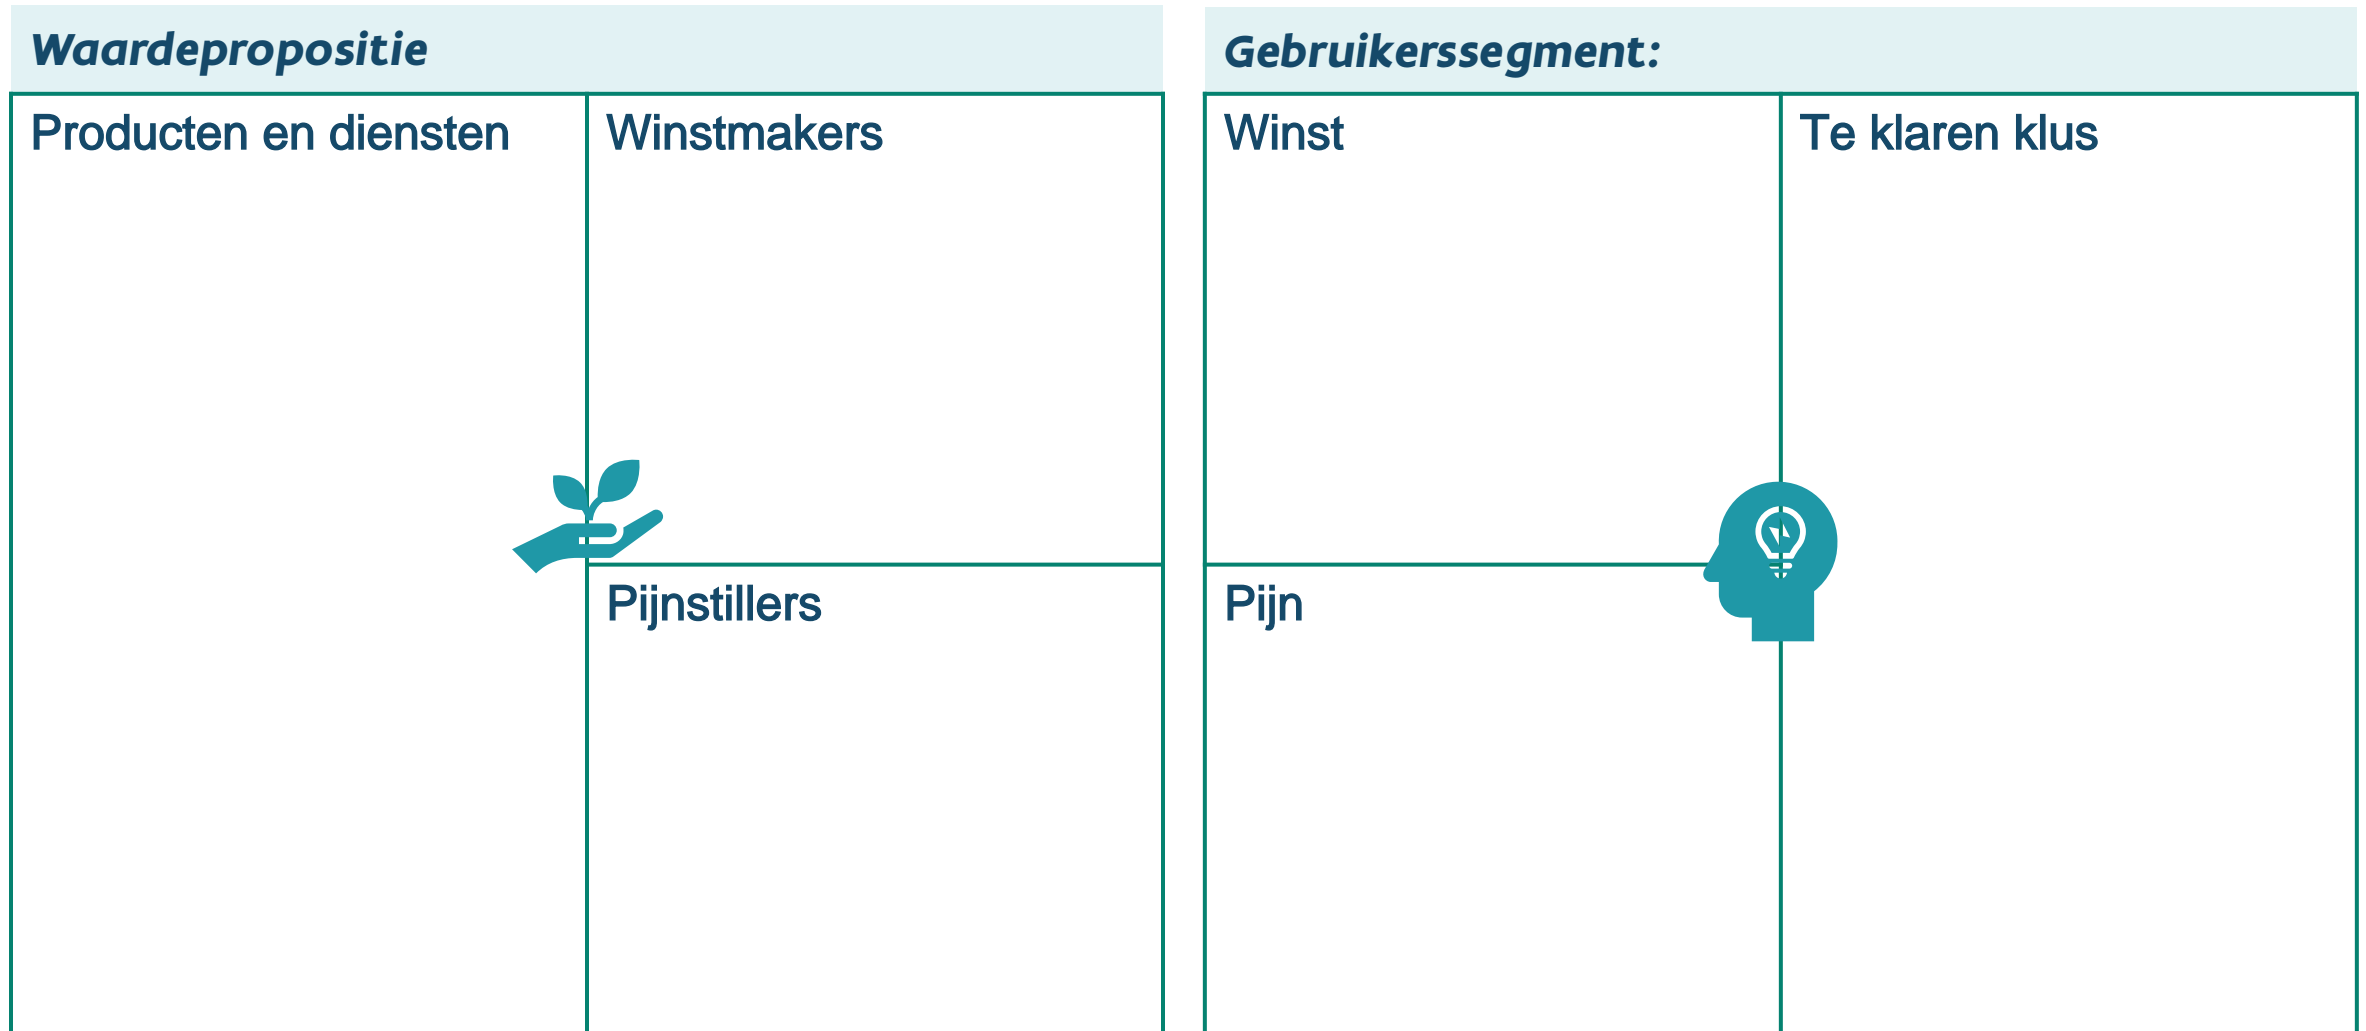 Waardepropositie
Producten en diensten
Winstmakers
Pijnstillers
Gebruikerssegment:
Winst
Te klaren klus
Pijn